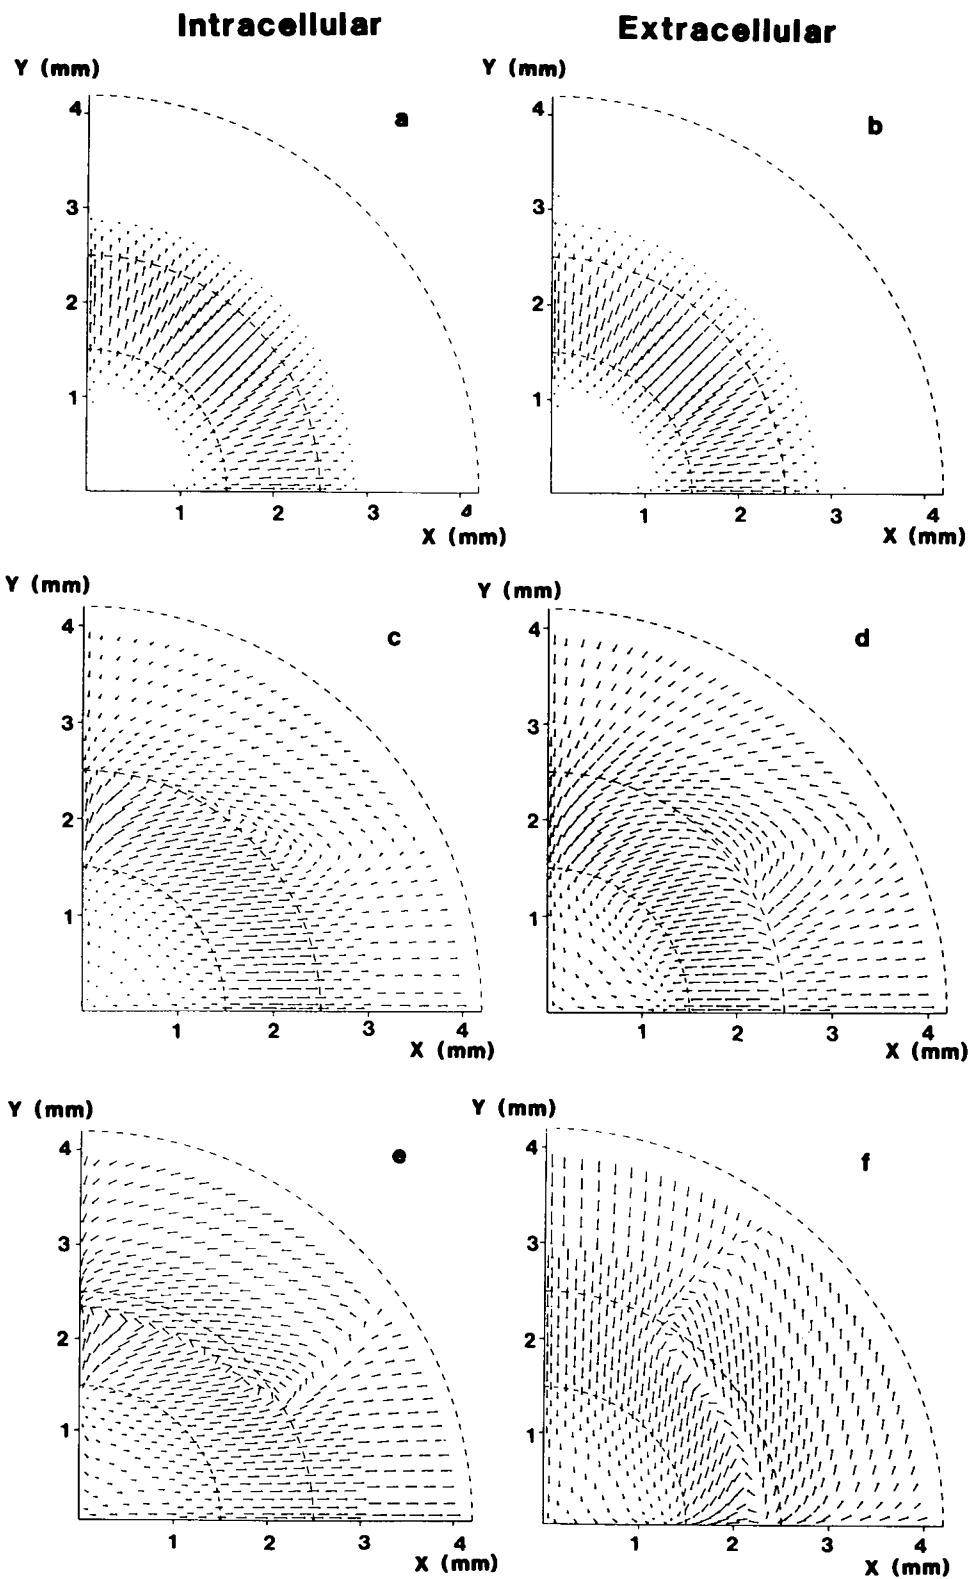 Intracellular Extracellular
Y (mm) Y (mm)
a b
4 4
3 3
2 2
1 1
1 2 3 4 1 2 3 4
X (mm) X (mm)
Y (mm) Y (mm)
c d
4 4
3 3
2 2
1 1
1 2 3 4 1 2 3 4
X (mm) X (mm)
Y (mm) Y (mm)
e f
4 4
3 3
2 2
1 1
1 2 3 4 1 2 3 4
X (mm) X (mm)